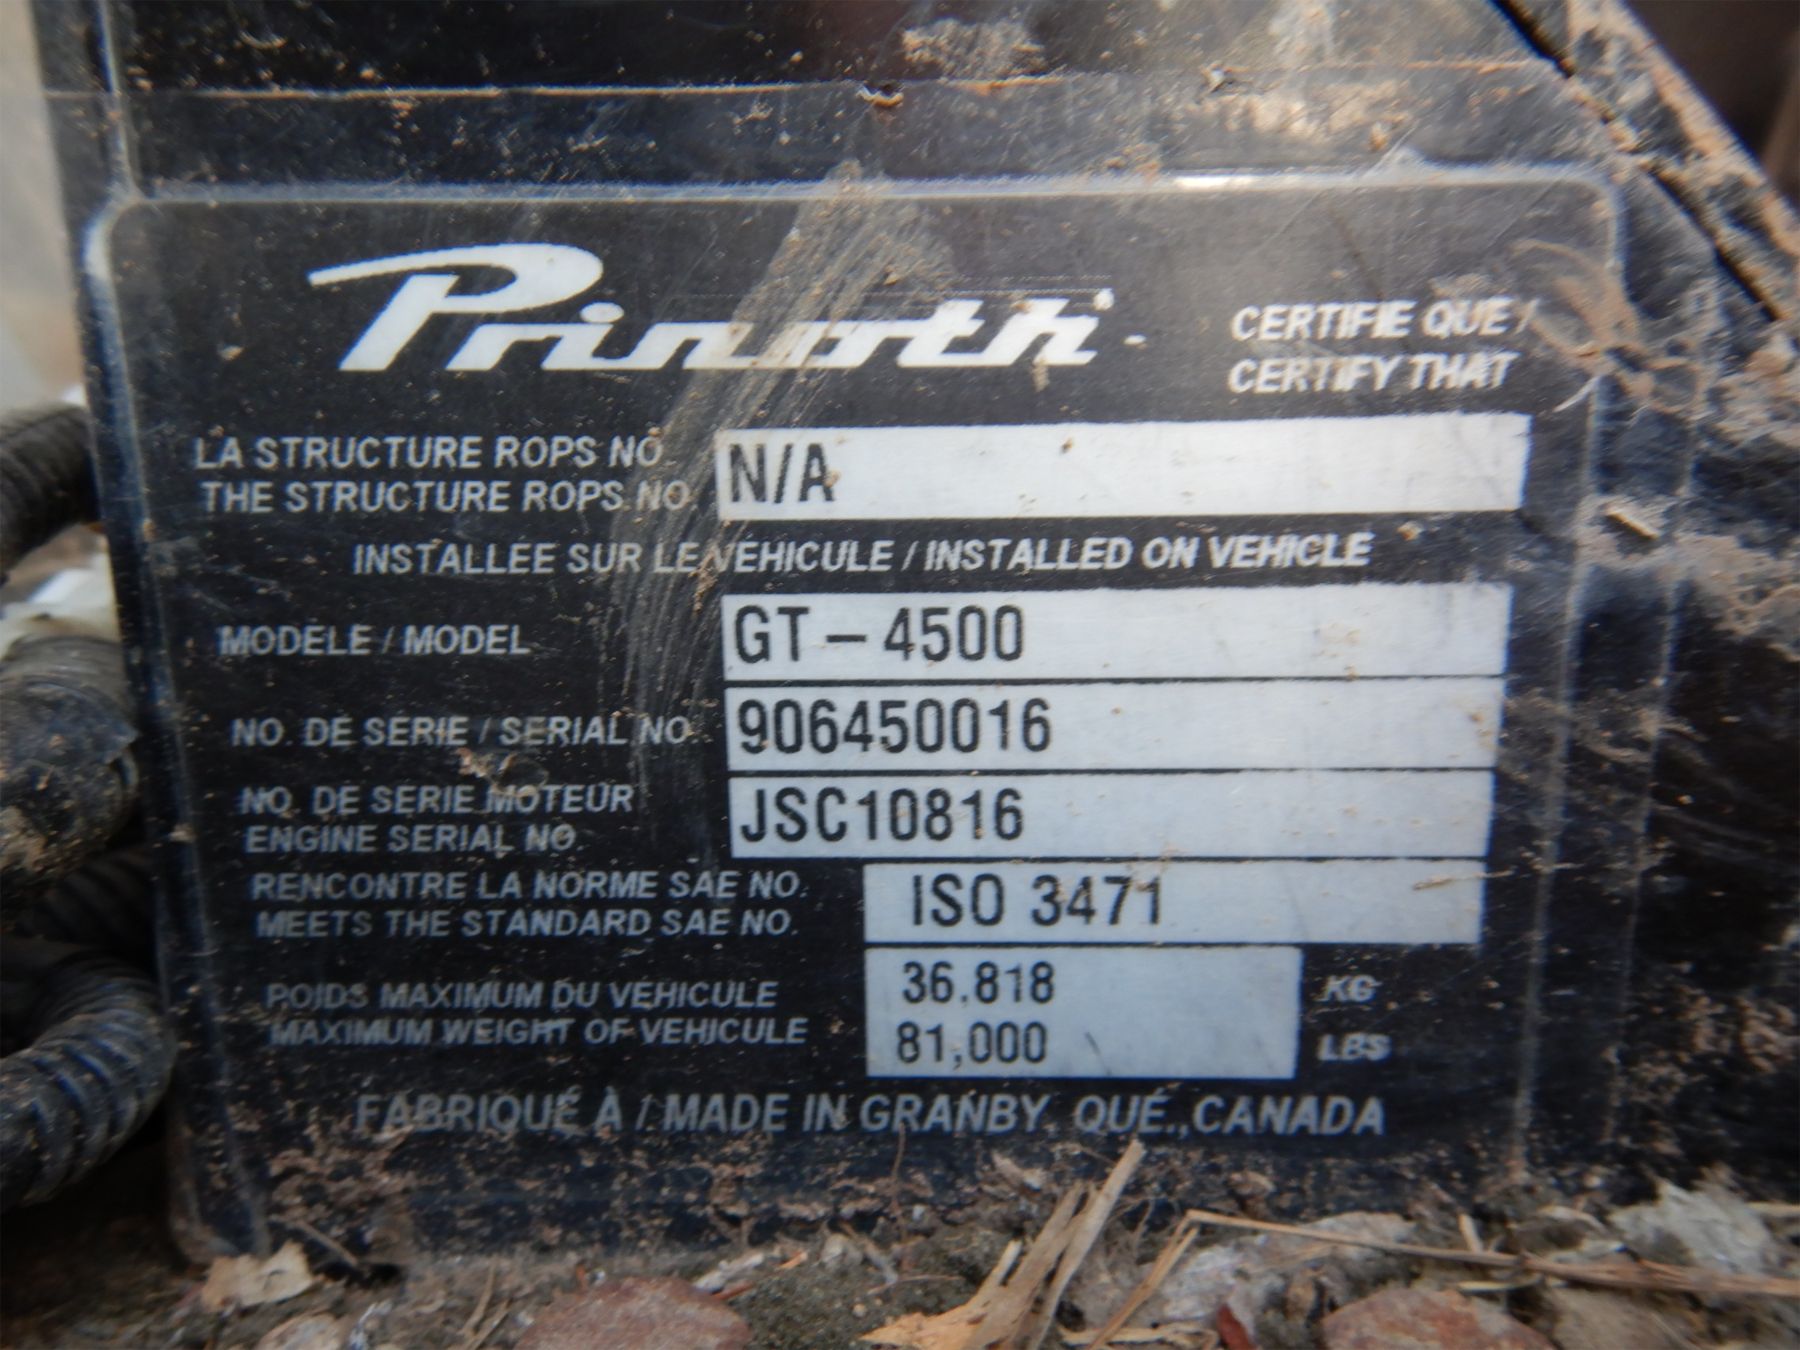 Prinoth
CERTIFIE QUE /
CERTIFY THAT
LA STRUCTURE ROPS NO
THE STRUCTURE ROPS NO.
N/A
INSTALLEE SUR LE VEHICULE / INSTALLED ON VEHICLE
MODELE / MODEL
GT-4500
NO. DE SERIE / SERIAL NO.
906450016
NO. DE SERIE MOTEUR
ENGINE SERIAL NO.
JSC10816
RENCONTRE LA NORME SAE NO.
MEETS THE STANDARD SAE NO.
ISO 3471
POIDS MAXIMUM DU VEHICULE
MAXIMUM WEIGHT OF VEHICULE
36.818 KG
81,000 LBS
FABRIQUÉ À / MADE IN GRANBY. QUÉ., CANADA